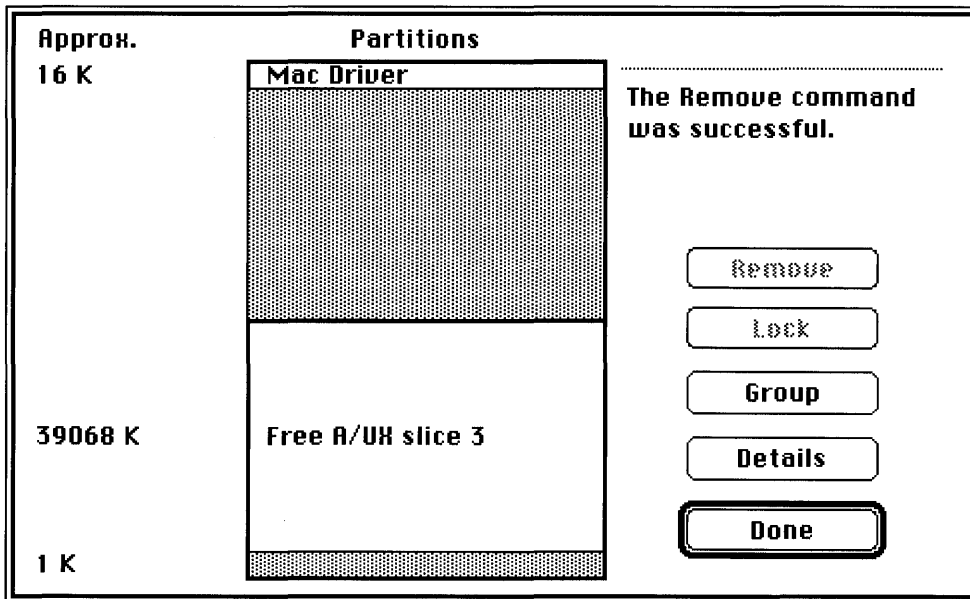 Approx. Partitions
16 K Mac Driver
The Remove command
was successful.
Remove
Lock
Group
39068 K Free A/UX slice 3
Details
Done
1 K